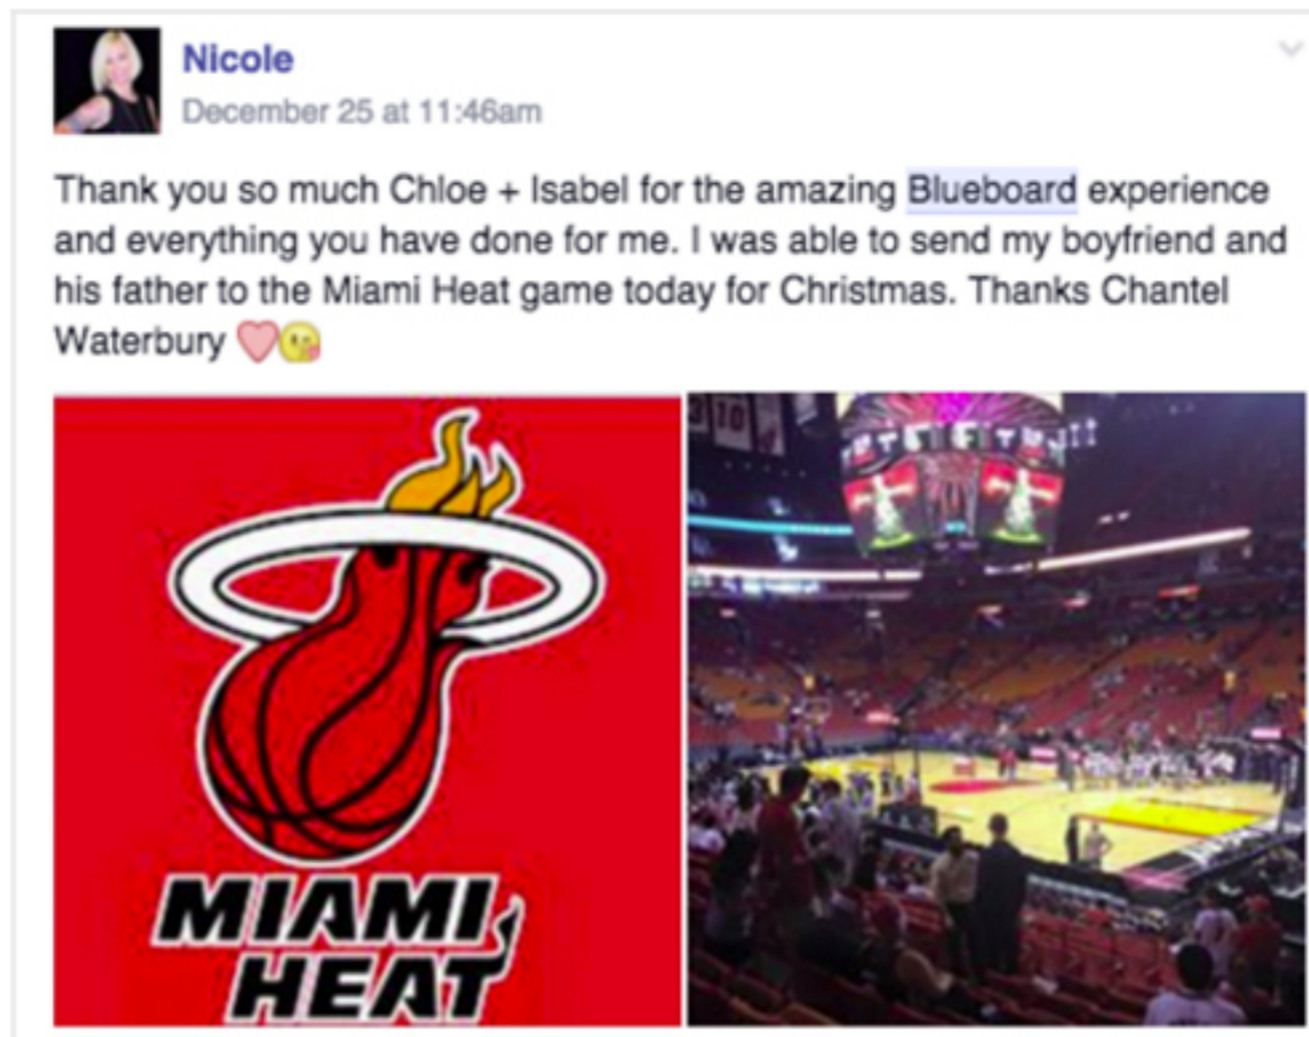 Nicole
December 25 at 11:46am
Thank you so much Chloe + Isabel for the amazing Blueboard experience
and everything you have done for me. I was able to send my boyfriend and
his father to the Miami Heat game today for Christmas. Thanks Chantel
Waterbury ❤😘
MIAMI
HEAT
10